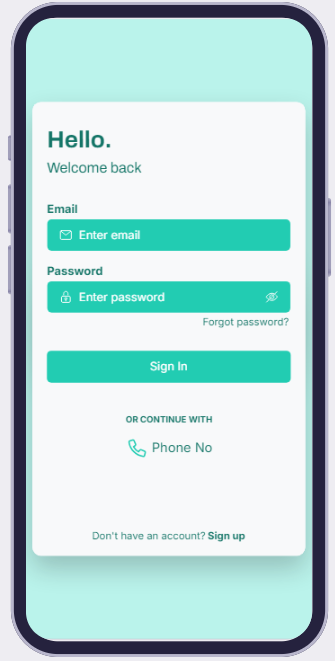 Hello.
Welcome back
Email
Enter email
Password
Enter password
Forgot password?
Sign In
OR CONTINUE WITH
Phone No
Don't have an account? Sign up